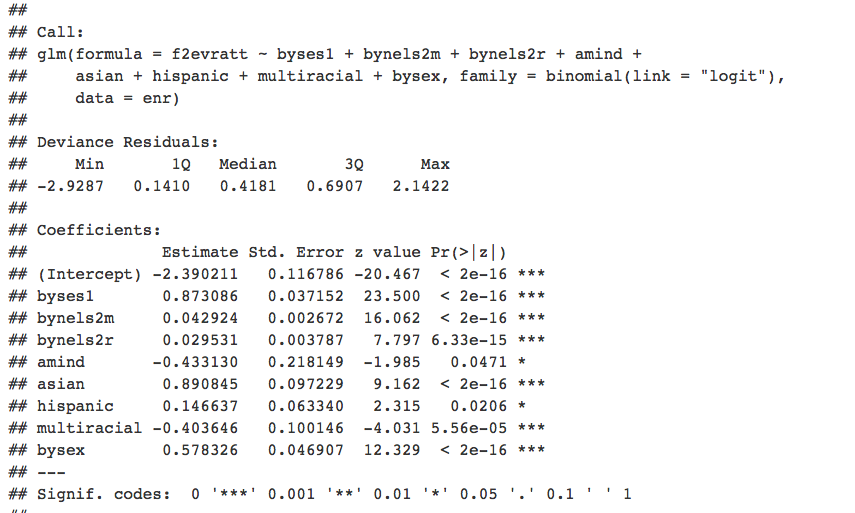 ##
## Call:
## glm(formula = f2evratt ~ byses1 + bynels2m + bynels2r + amind +
##     asian + hispanic + multiracial + bysex, family = binomial(link = "logit"),
##     data = enr)
##
## Deviance Residuals:
##     Min       1Q   Median       3Q      Max
## -2.9287   0.1410   0.4181   0.6907   2.1422
##
## Coefficients:
##              Estimate Std. Error z value Pr(>|z|)
## (Intercept) -2.390211   0.116786 -20.467  < 2e-16 ***
## byses1       0.873086   0.037152  23.500  < 2e-16 ***
## bynels2m     0.042924   0.002672  16.062  < 2e-16 ***
## bynels2r     0.029531   0.003787   7.797 6.33e-15 ***
## amind       -0.433130   0.218149  -1.985   0.0471 *
## asian        0.890845   0.097229   9.162  < 2e-16 ***
## hispanic     0.146637   0.063340   2.315   0.0206 *
## multiracial -0.403646   0.100146  -4.031 5.56e-05 ***
## bysex        0.578326   0.046907  12.329  < 2e-16 ***
## ---
## Signif. codes:  0 '***' 0.001 '**' 0.01 '*' 0.05 '.' 0.1 ' ' 1
##